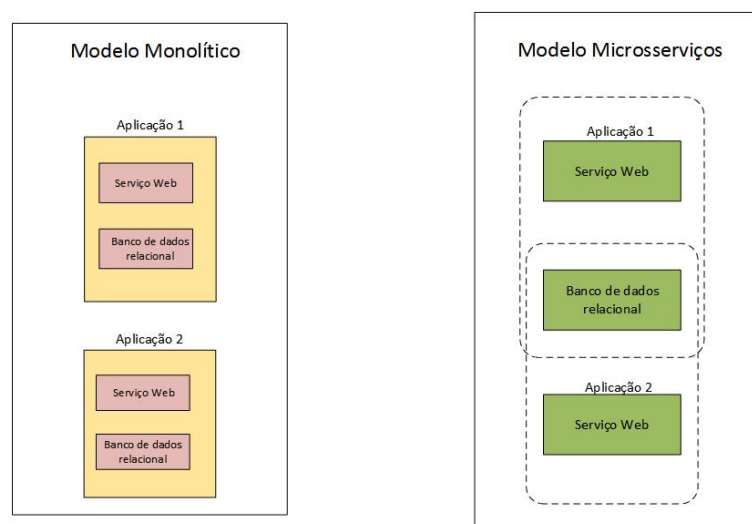 Modelo Monolítico
Aplicação 1
Serviço Web
Banco de dados
relacional
Aplicação 2
Serviço Web
Banco de dados
relacional
Modelo Microsserviços
Aplicação 1
Serviço Web
Banco de dados
relacional
Aplicação 2
Serviço Web